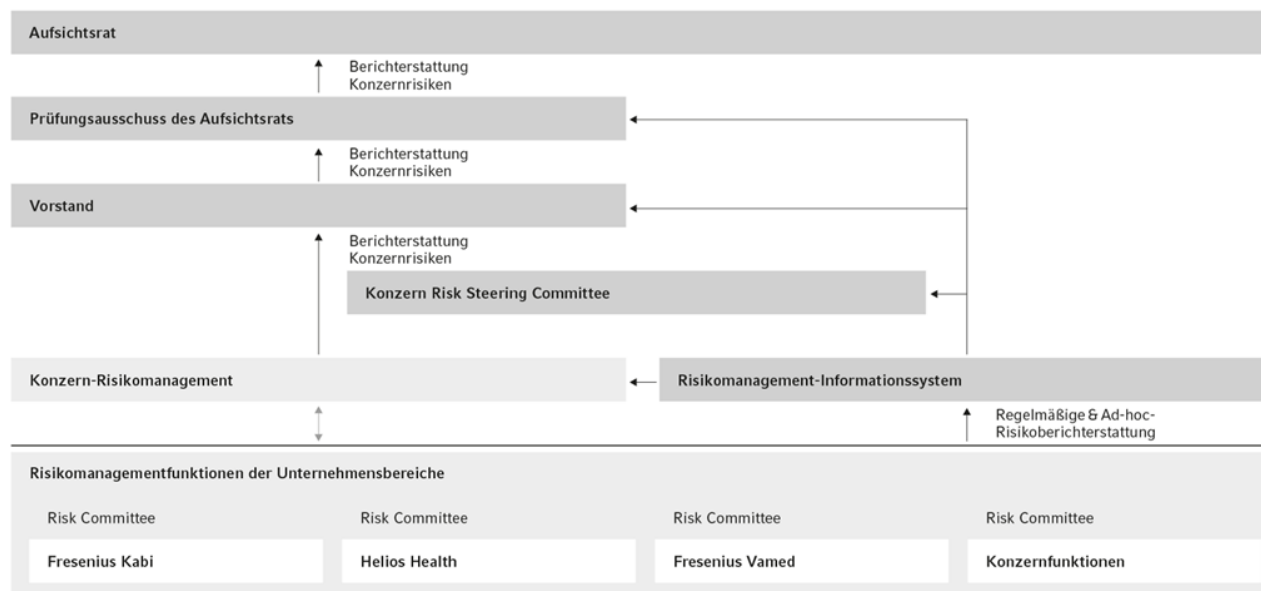 Aufsichtsrat
Berichterstattung
Konzernrisiken
Prüfungsausschuss des Aufsichtsrats
Berichterstattung
Konzernrisiken
Vorstand
Berichterstattung
Konzernrisiken
Konzern Risk Steering Committee
Konzern-Risikomanagement
Risikomanagement-Informationssystem
Regelmäßige & Ad-hoc-
Risikoberichterstattung
Risikomanagementfunktionen der Unternehmensbereiche
Risk Committee
Fresenius Kabi
Risk Committee
Helios Health
Risk Committee
Fresenius Vamed
Risk Committee
Konzernfunktionen